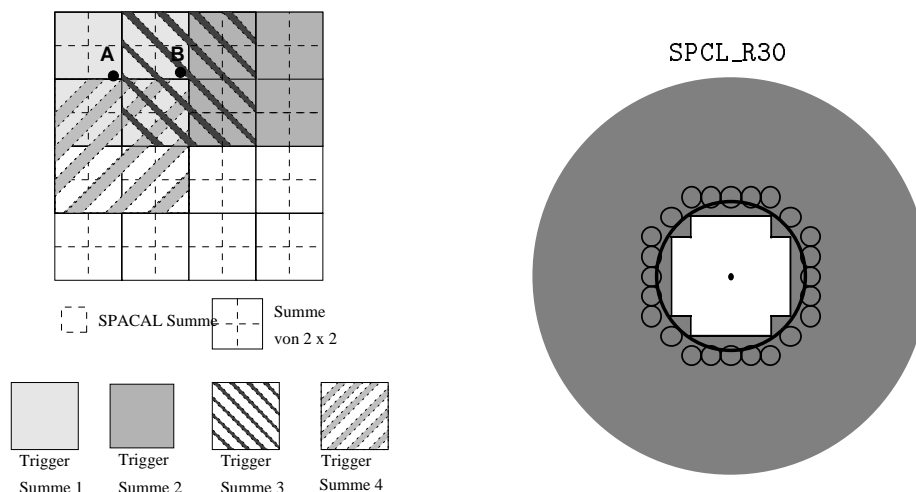 A
B
SPACAL Summe
Summe
von 2 x 2
Trigger
Summe 1
Trigger
Summe 2
Trigger
Summe 3
Trigger
Summe 4
SPCL_R30